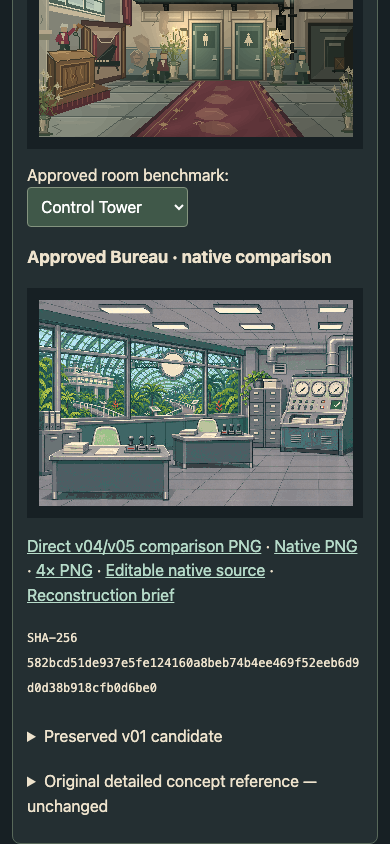 Approved room benchmark:
Control Tower
Approved Bureau · native comparison
Direct v04/v05 comparison PNG · Native PNG
· 4× PNG · Editable native source ·
Reconstruction brief
SHA-256
582bcd51de937e5fe124160a8beb74b4ee469f52eeb6d9
d0d38b918cfb0d6be0
▶ Preserved v01 candidate
▶ Original detailed concept reference —
unchanged